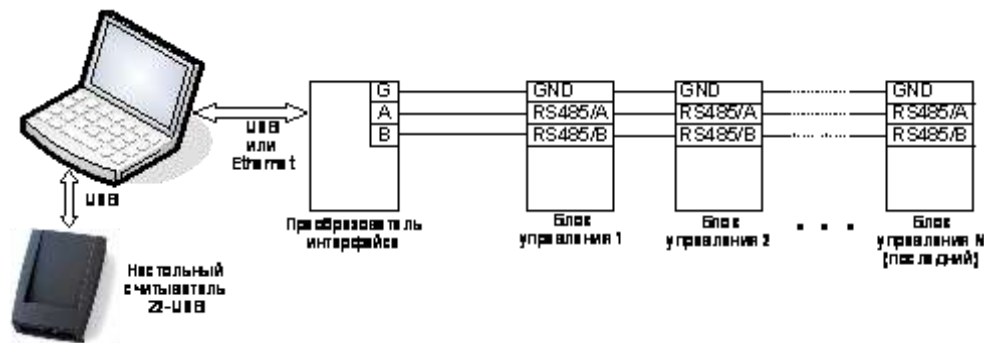 G
A
B
GND
RS485/A
RS485/B
GND
RS485/A
RS485/B
GND
RS485/A
RS485/B
USB
или
Ethernet
USB
Преобразователь
интерфейса
Блок
управления 1
Блок
управления 2
Блок
управления N
(последний)
Настольный
считыватель
Z2-USB